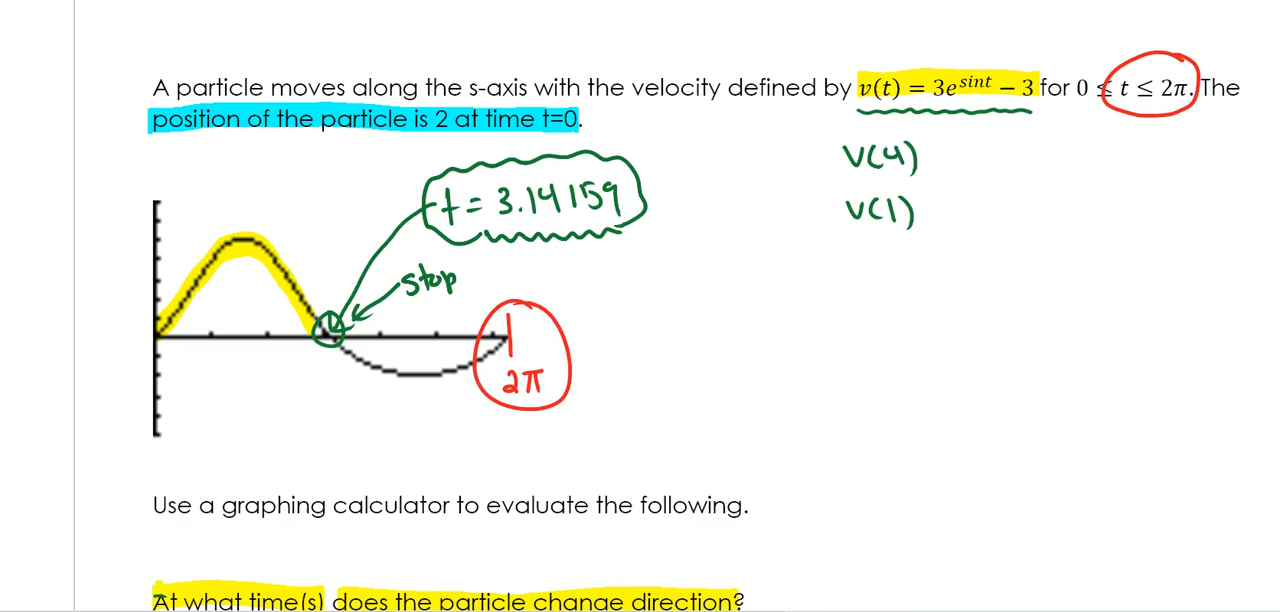 A particle moves along the s-axis with the velocity defined by v(t) = 3e^{sint} − 3 for 0 ≤ t ≤ 2π. The
position of the particle is 2 at time t=0.
v(4)
t = 3.14159
v(1)
stop
2π
Use a graphing calculator to evaluate the following.
At what time(s) does the particle change direction?